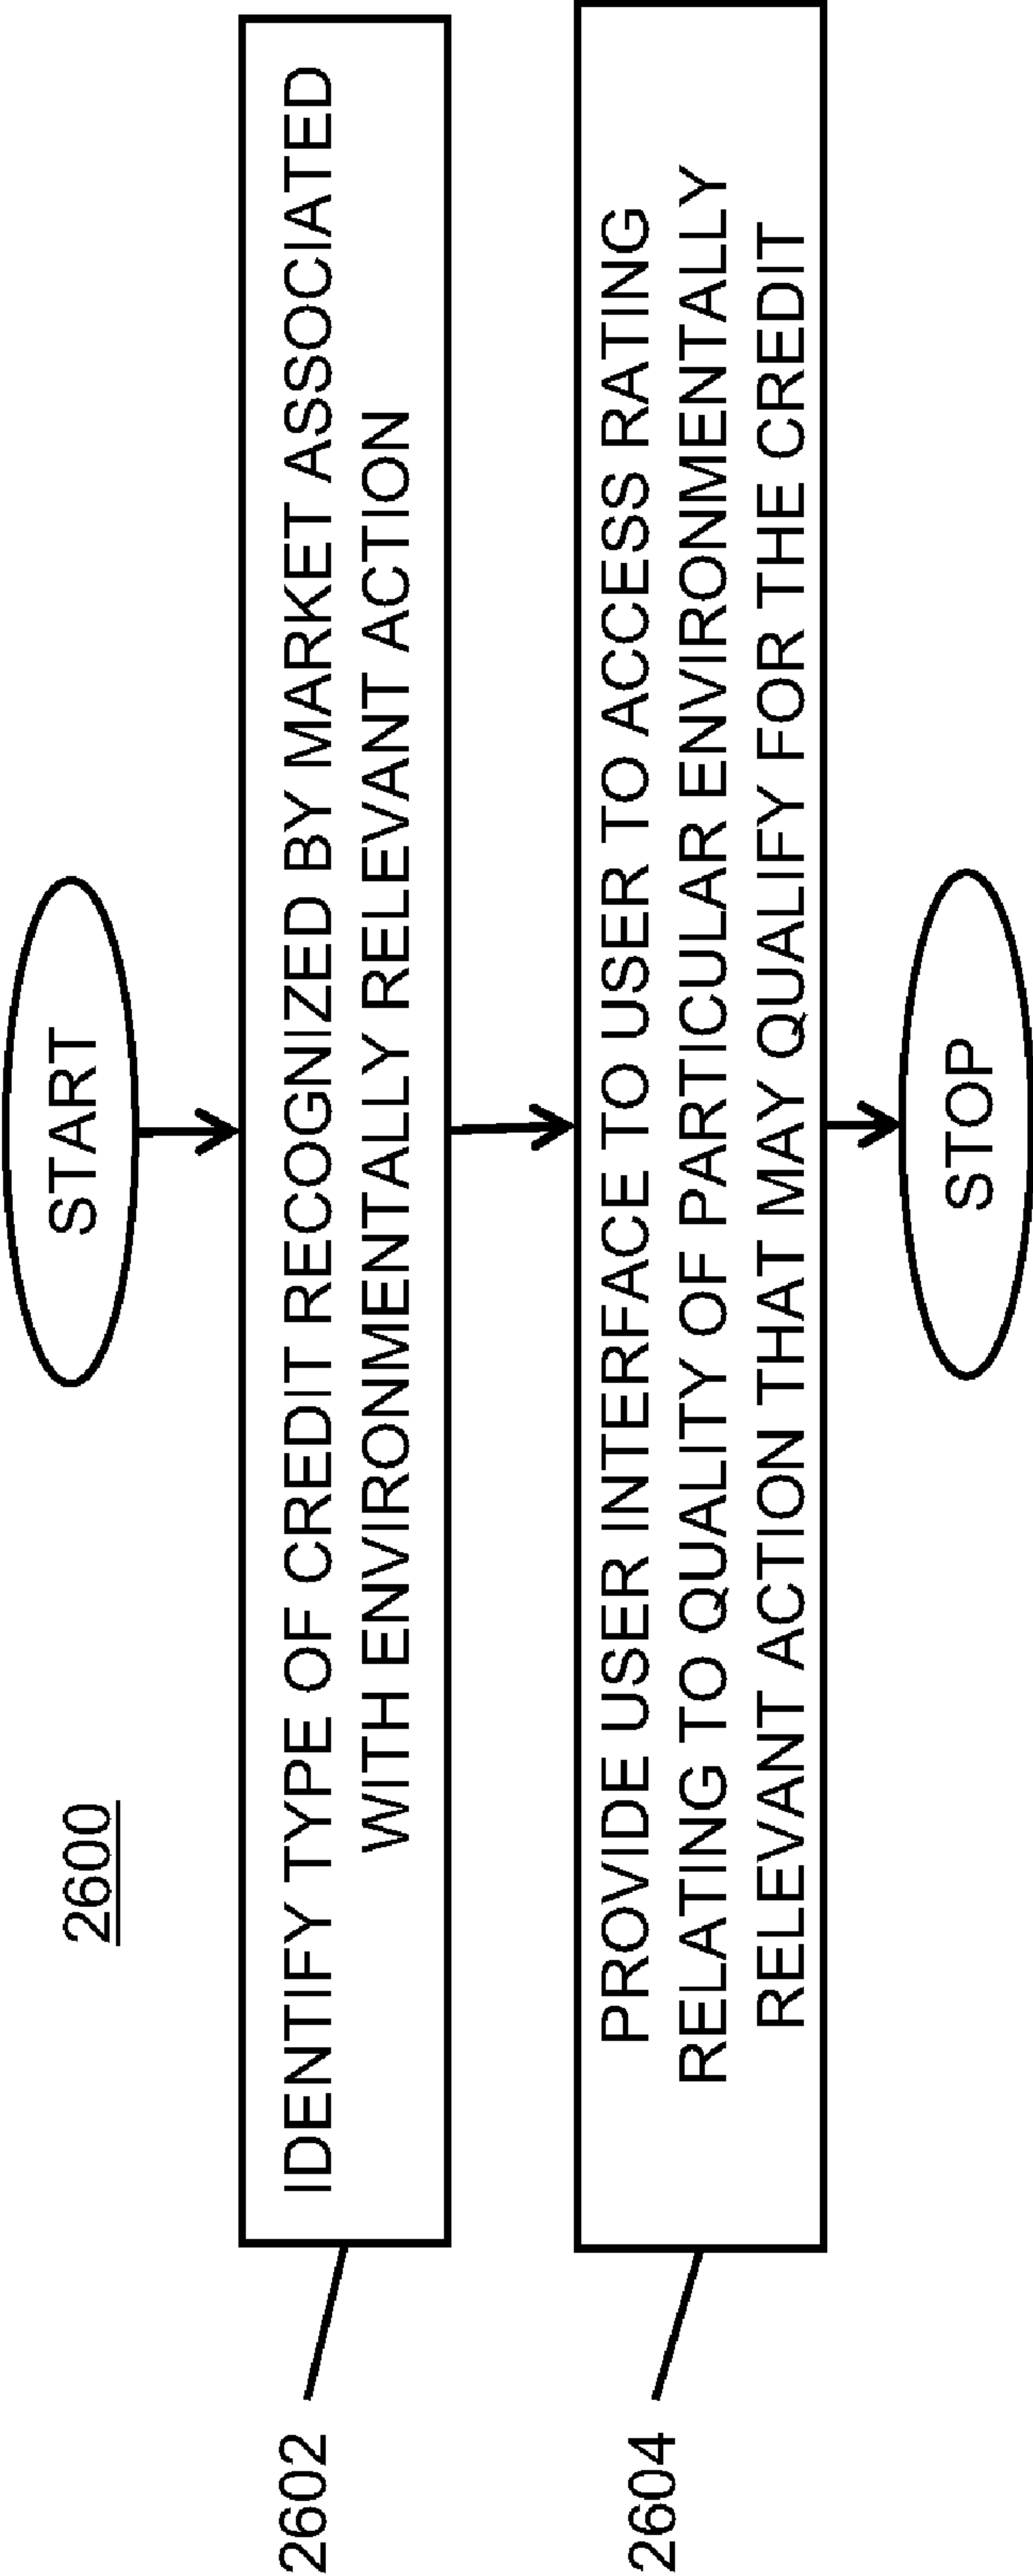 2600
START
2602
IDENTIFY TYPE OF CREDIT RECOGNIZED BY MARKET ASSOCIATED
WITH ENVIRONMENTALLY RELEVANT ACTION
2604
PROVIDE USER INTERFACE TO USER TO ACCESS RATING
RELATING TO QUALITY OF PARTICULAR ENVIRONMENTALLY
RELEVANT ACTION THAT MAY QUALIFY FOR THE CREDIT
STOP